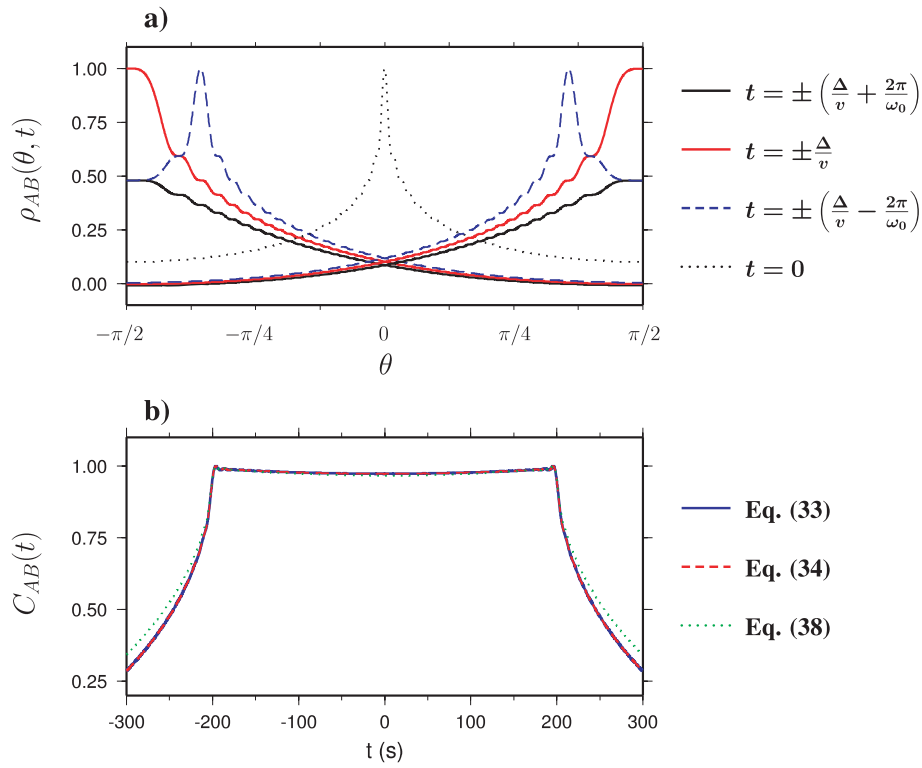 a)
ρ_AB(θ, t)
1.00
0.75
0.50
0.25
0.00
−π/2
−π/4
0
π/4
π/2
θ
t = ±(Δ/v + 2π/ω₀)
t = ±Δ/v
t = ±(Δ/v − 2π/ω₀)
t = 0
b)
C_AB(t)
1.00
0.75
0.50
0.25
-300
-200
-100
0
100
200
300
t (s)
Eq. (33)
Eq. (34)
Eq. (38)